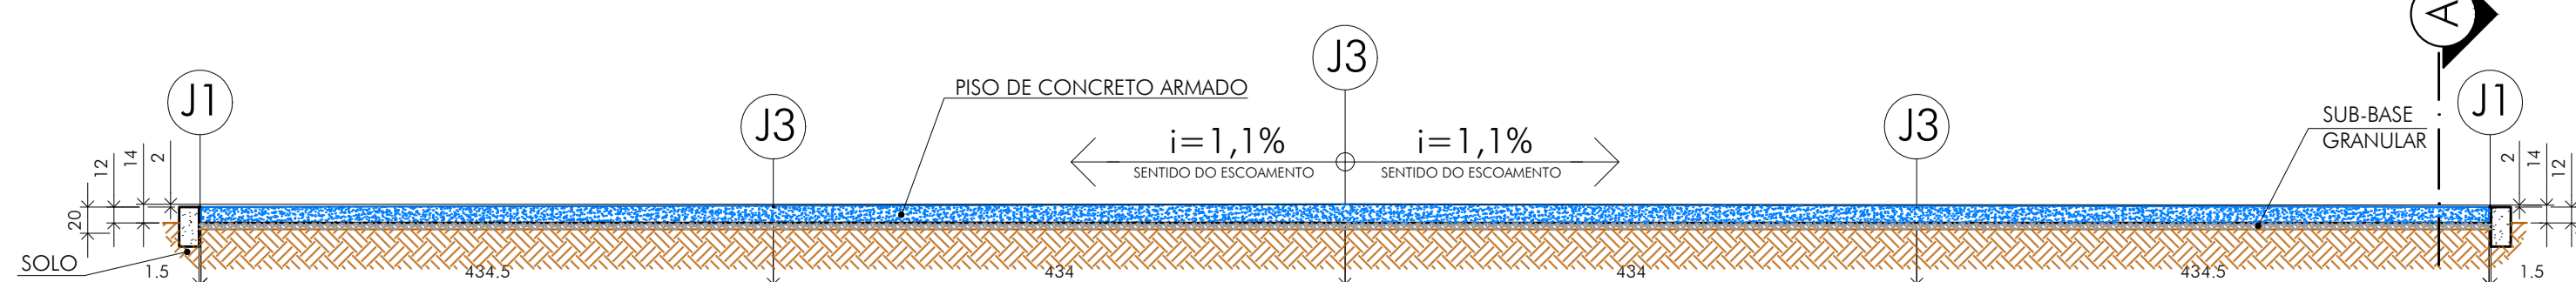 A
J3
J1
J1
PISO DE CONCRETO ARMADO
J3
J3
SUB-BASE
GRANULAR
i=1,1%
i=1,1%
SENTIDO DO ESCOAMENTO
SENTIDO DO ESCOAMENTO
20
12
14
2
2
14
12
SOLO
1.5
434.5
434
434
434.5
1.5